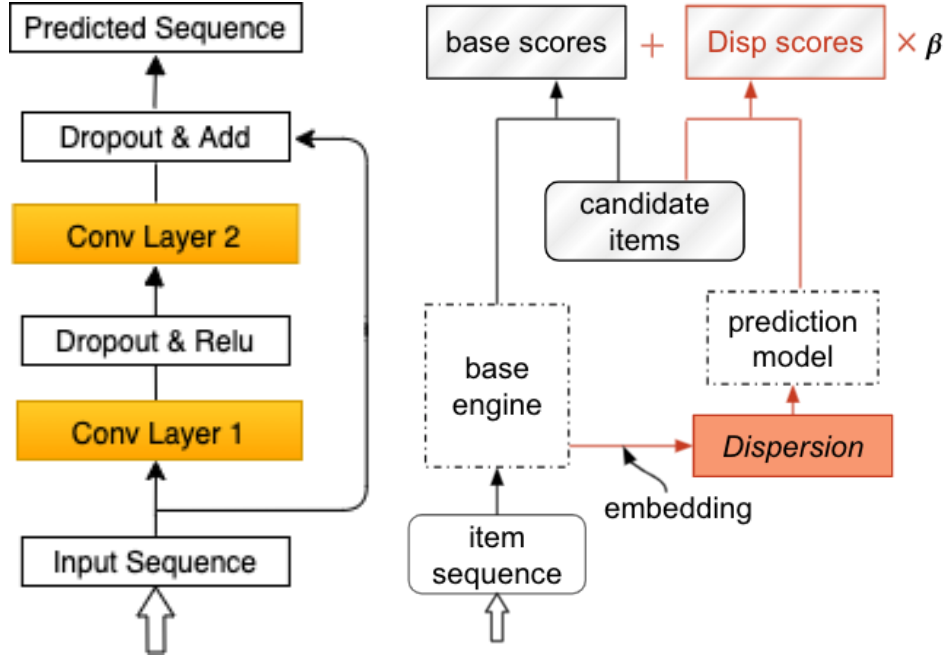 Predicted Sequence
Dropout & Add
Conv Layer 2
Dropout & Relu
Conv Layer 1
Input Sequence
base scores + Disp scores × β
candidate
items
prediction
model
base
engine
Dispersion
embedding
item
sequence